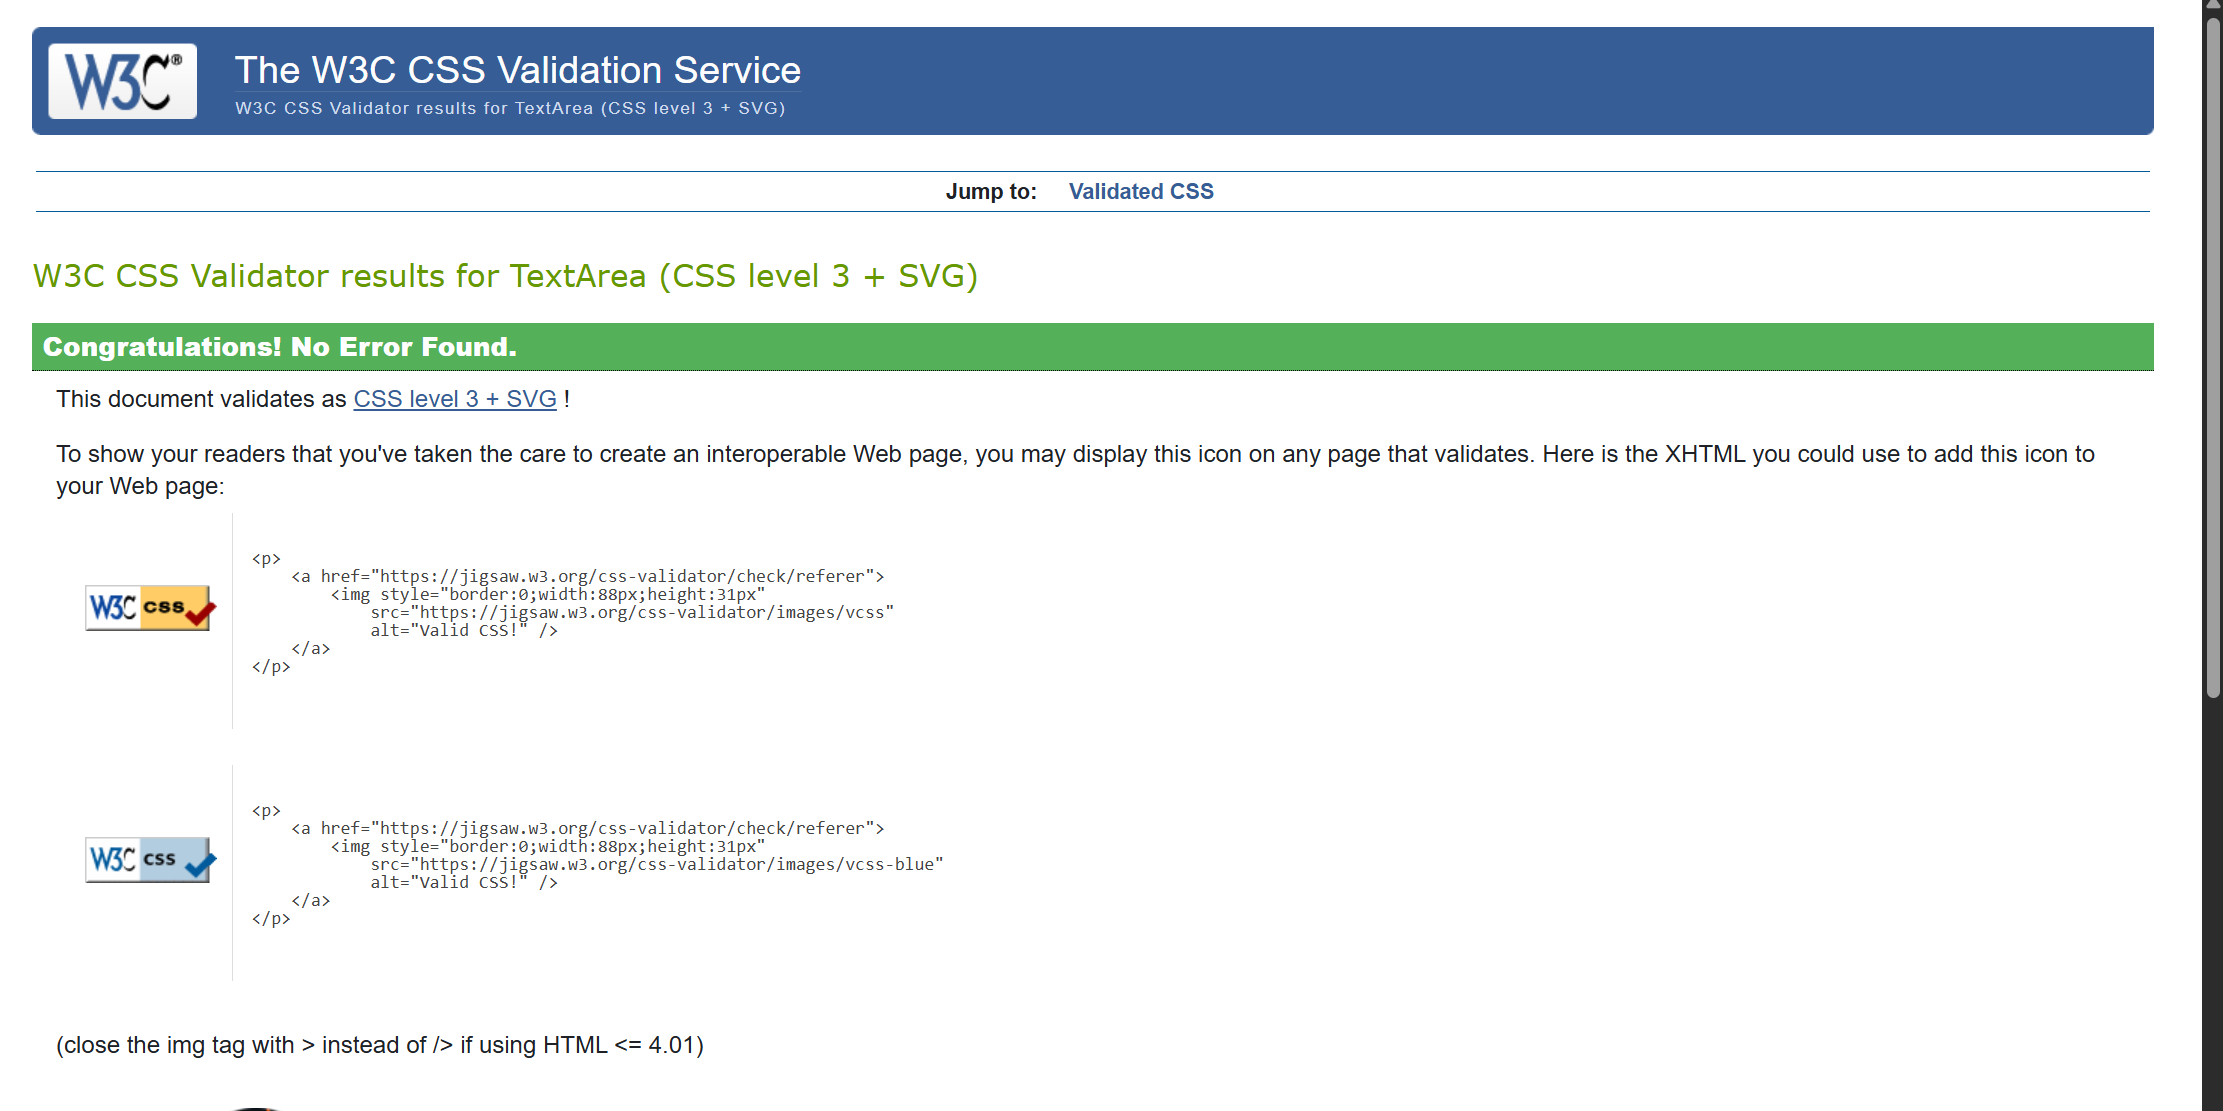 W3C®
The W3C CSS Validation Service
W3C CSS Validator results for TextArea (CSS level 3 + SVG)
Jump to: Validated CSS
W3C CSS Validator results for TextArea (CSS level 3 + SVG)
Congratulations! No Error Found.
This document validates as CSS level 3 + SVG !
To show your readers that you've taken the care to create an interoperable Web page, you may display this icon on any page that validates. Here is the XHTML you could use to add this icon to
your Web page:
W3C css
<p>
    <a href="https://jigsaw.w3.org/css-validator/check/referer">
        <img style="border:0;width:88px;height:31px"
            src="https://jigsaw.w3.org/css-validator/images/vcss"
            alt="Valid CSS!" />
    </a>
</p>
W3C css
<p>
    <a href="https://jigsaw.w3.org/css-validator/check/referer">
        <img style="border:0;width:88px;height:31px"
            src="https://jigsaw.w3.org/css-validator/images/vcss-blue"
            alt="Valid CSS!" />
    </a>
</p>
(close the img tag with > instead of /> if using HTML <= 4.01)